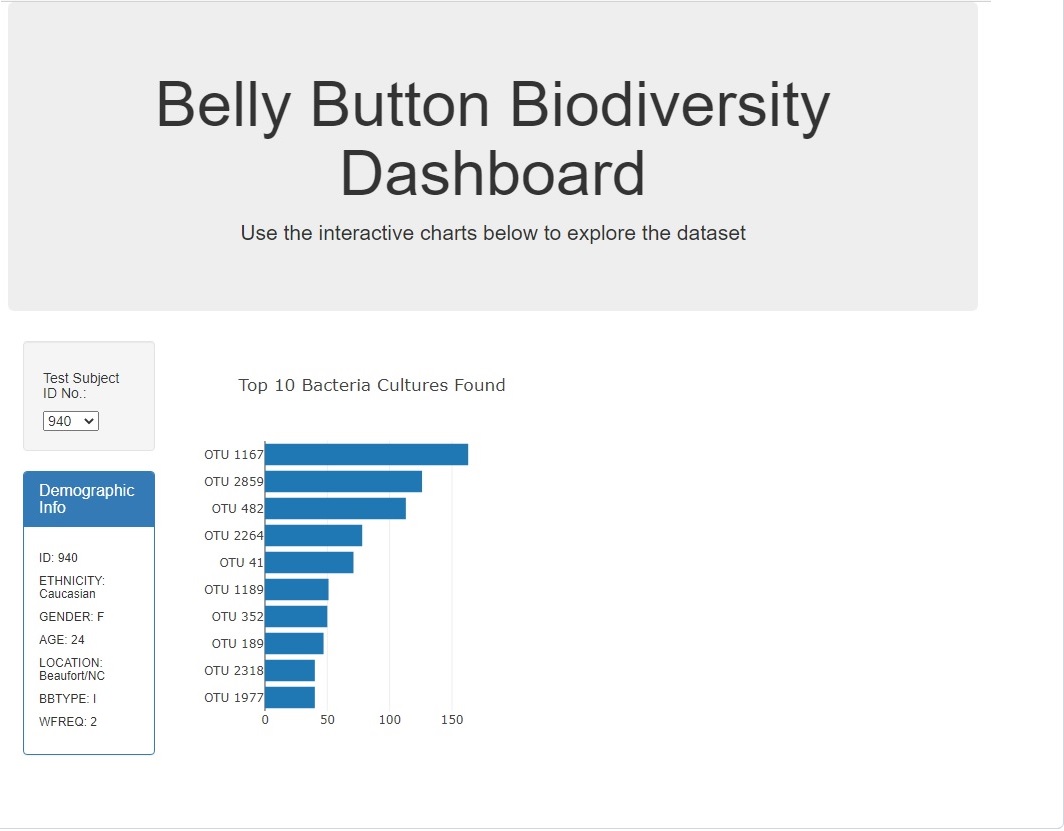 Belly Button Biodiversity
Dashboard
Use the interactive charts below to explore the dataset
Test Subject
ID No.:
940
Demographic
Info
ID: 940
ETHNICITY:
Caucasian
GENDER: F
AGE: 24
LOCATION:
Beaufort/NC
BBTYPE: I
WFREQ: 2
Top 10 Bacteria Cultures Found
OTU 1167
OTU 2859
OTU 482
OTU 2264
OTU 41
OTU 1189
OTU 352
OTU 189
OTU 2318
OTU 1977
0 50 100 150